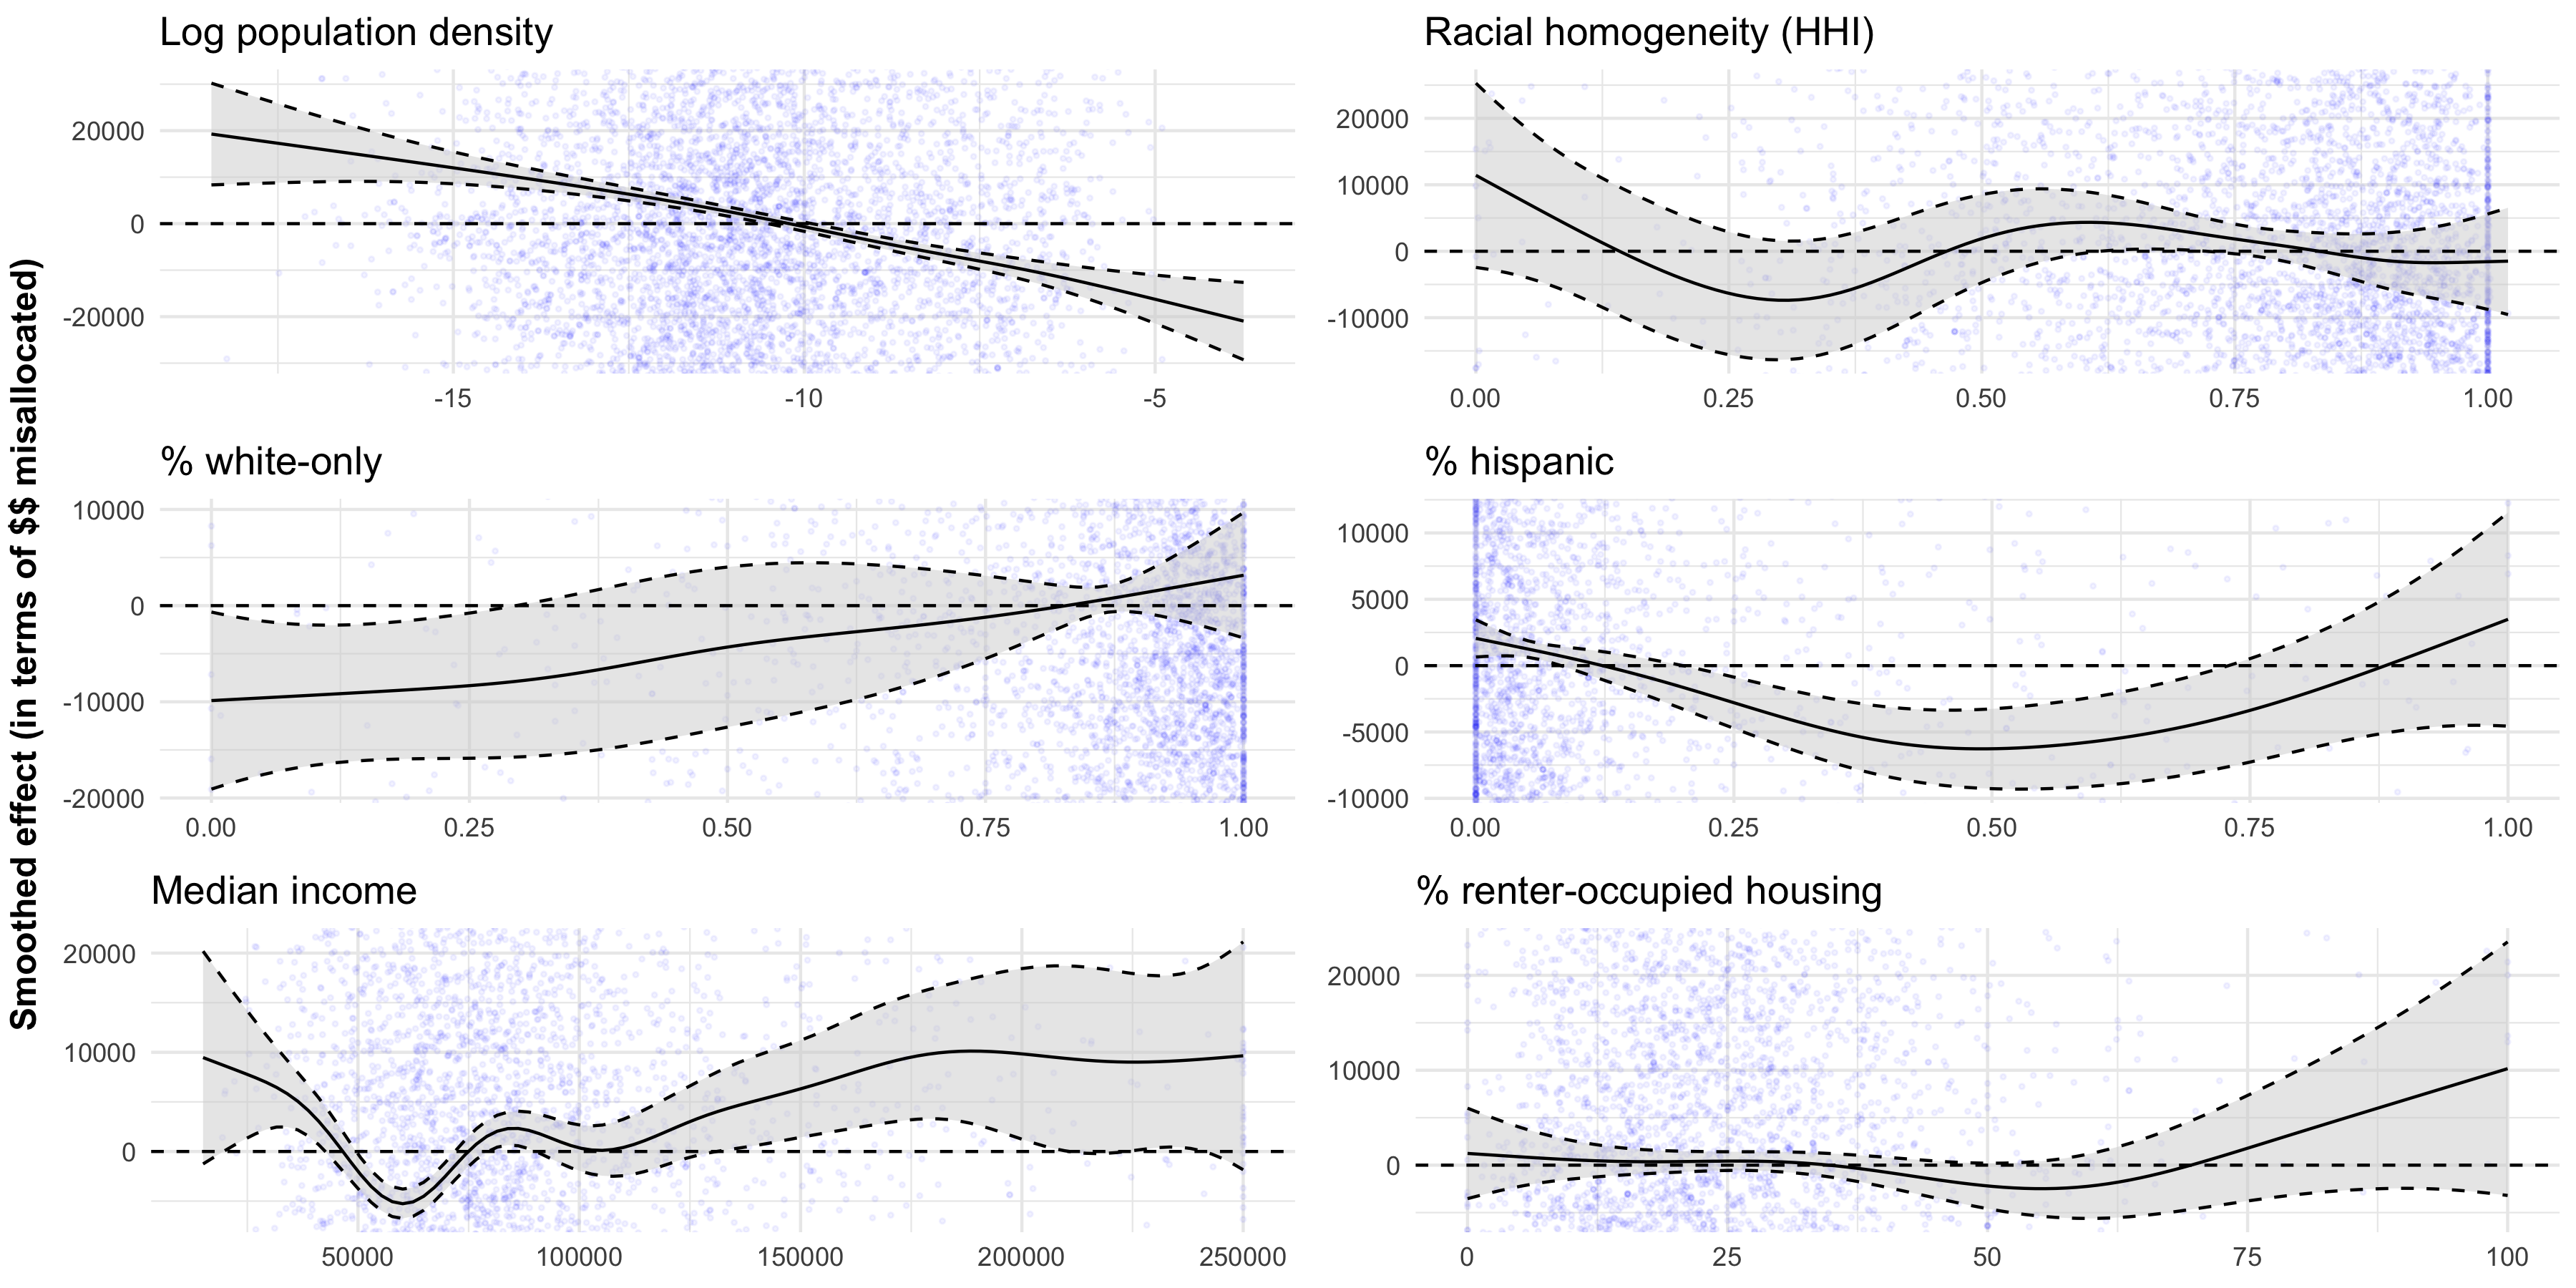 Smoothed effect (in terms of $$ misallocated)
Log population density
20000
0
-20000
-15 -10 -5
Racial homogeneity (HHI)
20000
10000
0
-10000
0.00 0.25 0.50 0.75 1.00
% white-only
10000
0
-10000
-20000
0.00 0.25 0.50 0.75 1.00
% hispanic
10000
5000
0
-5000
-10000
0.00 0.25 0.50 0.75 1.00
Median income
20000
10000
0
50000 100000 150000 200000 250000
% renter-occupied housing
20000
10000
0
0 25 50 75 100